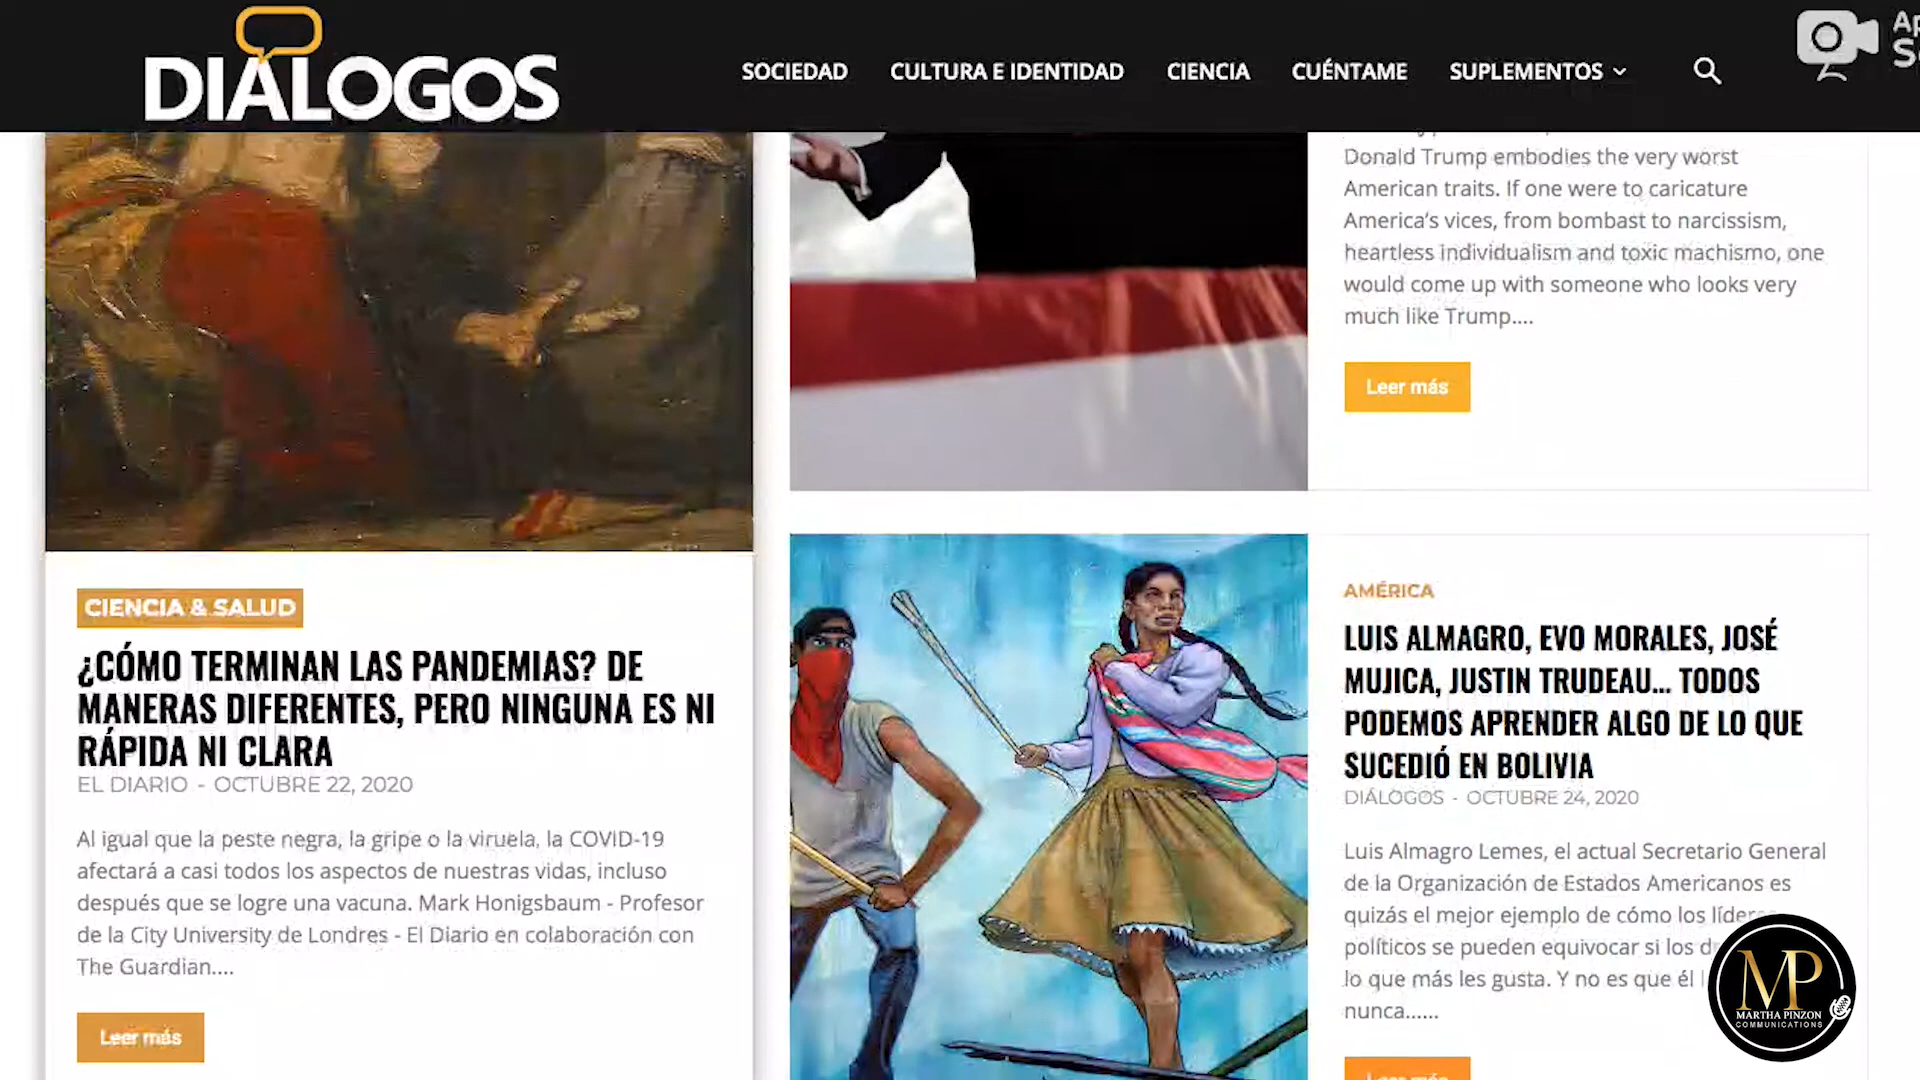 DIÁLOGOS
SOCIEDAD
CULTURA E IDENTIDAD
CIENCIA
CUÉNTAME
SUPLEMENTOS
CIENCIA & SALUD
¿CÓMO TERMINAN LAS PANDEMIAS? DE
MANERAS DIFERENTES, PERO NINGUNA ES NI
RÁPIDA NI CLARA
EL DIARIO - OCTUBRE 22, 2020
Al igual que la peste negra, la gripe o la viruela, la COVID-19
afectará a casi todos los aspectos de nuestras vidas, incluso
después que se logre una vacuna. Mark Honigsbaum - Profesor
de la City University de Londres - El Diario en colaboración con
The Guardian....
Leer más
Donald Trump embodies the very worst
American traits. If one were to caricature
America's vices, from bombast to narcissism,
heartless individualism and toxic machismo, one
would come up with someone who looks very
much like Trump....
Leer más
AMÉRICA
LUIS ALMAGRO, EVO MORALES, JOSÉ
MUJICA, JUSTIN TRUDEAU... TODOS
PODEMOS APRENDER ALGO DE LO QUE
SUCEDIÓ EN BOLIVIA
DIÁLOGOS - OCTUBRE 24, 2020
Luis Almagro Lemes, el actual Secretario General
de la Organización de Estados Americanos es
quizás el mejor ejemplo de cómo los
políticos se pueden equivocar si los
lo que más les gusta. Y no es que él
nunca......
MP
MARTHA PINZON
COMMUNICATIONS